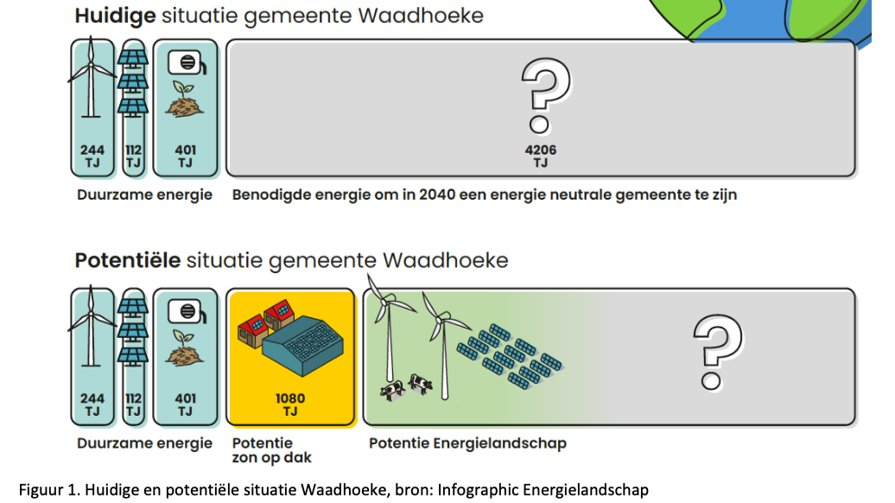 Huidige situatie gemeente Waadhoeke
244 TJ
112 TJ
401 TJ
?
4206 TJ
Duurzame energie
Benodigde energie om in 2040 een energie neutrale gemeente te zijn
Potentiële situatie gemeente Waadhoeke
244 TJ
112 TJ
401 TJ
1080 TJ
?
Duurzame energie
Potentie
zon op dak
Potentie Energielandschap
Figuur 1. Huidige en potentiële situatie Waadhoeke, bron: Infographic Energielandschap